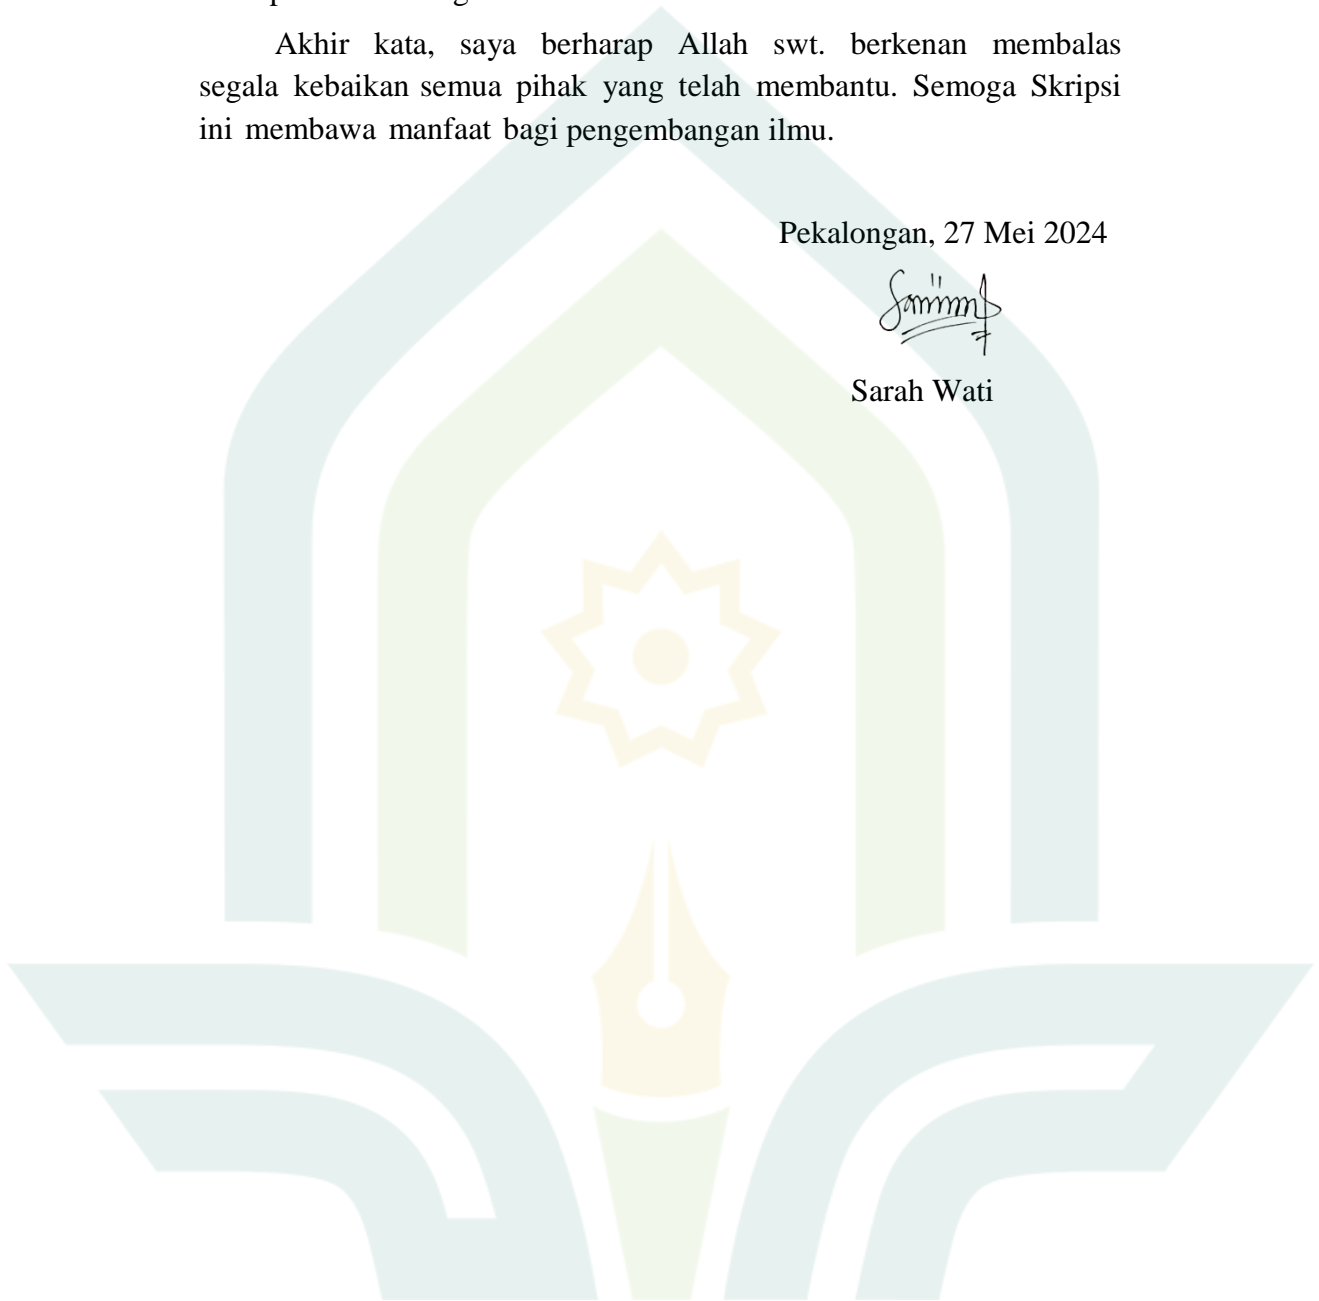 Akhir kata, saya berharap Allah swt. berkenan membalas
segala kebaikan semua pihak yang telah membantu. Semoga Skripsi
ini membawa manfaat bagi pengembangan ilmu.
Pekalongan, 27 Mei 2024
Sarah Wati